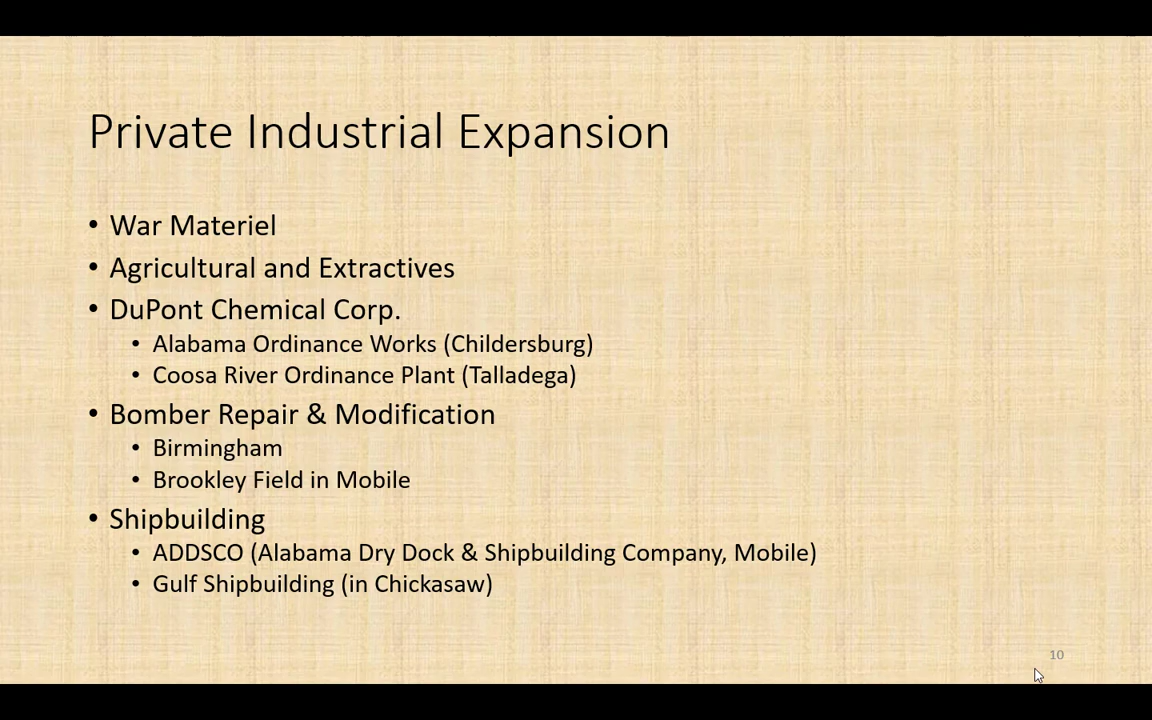 Private Industrial Expansion
• War Materiel
• Agricultural and Extractives
• DuPont Chemical Corp.
• Alabama Ordinance Works (Childersburg)
• Coosa River Ordinance Plant (Talladega)
• Bomber Repair & Modification
• Birmingham
• Brookley Field in Mobile
• Shipbuilding
• ADDSCO (Alabama Dry Dock & Shipbuilding Company, Mobile)
• Gulf Shipbuilding (in Chickasaw)
10